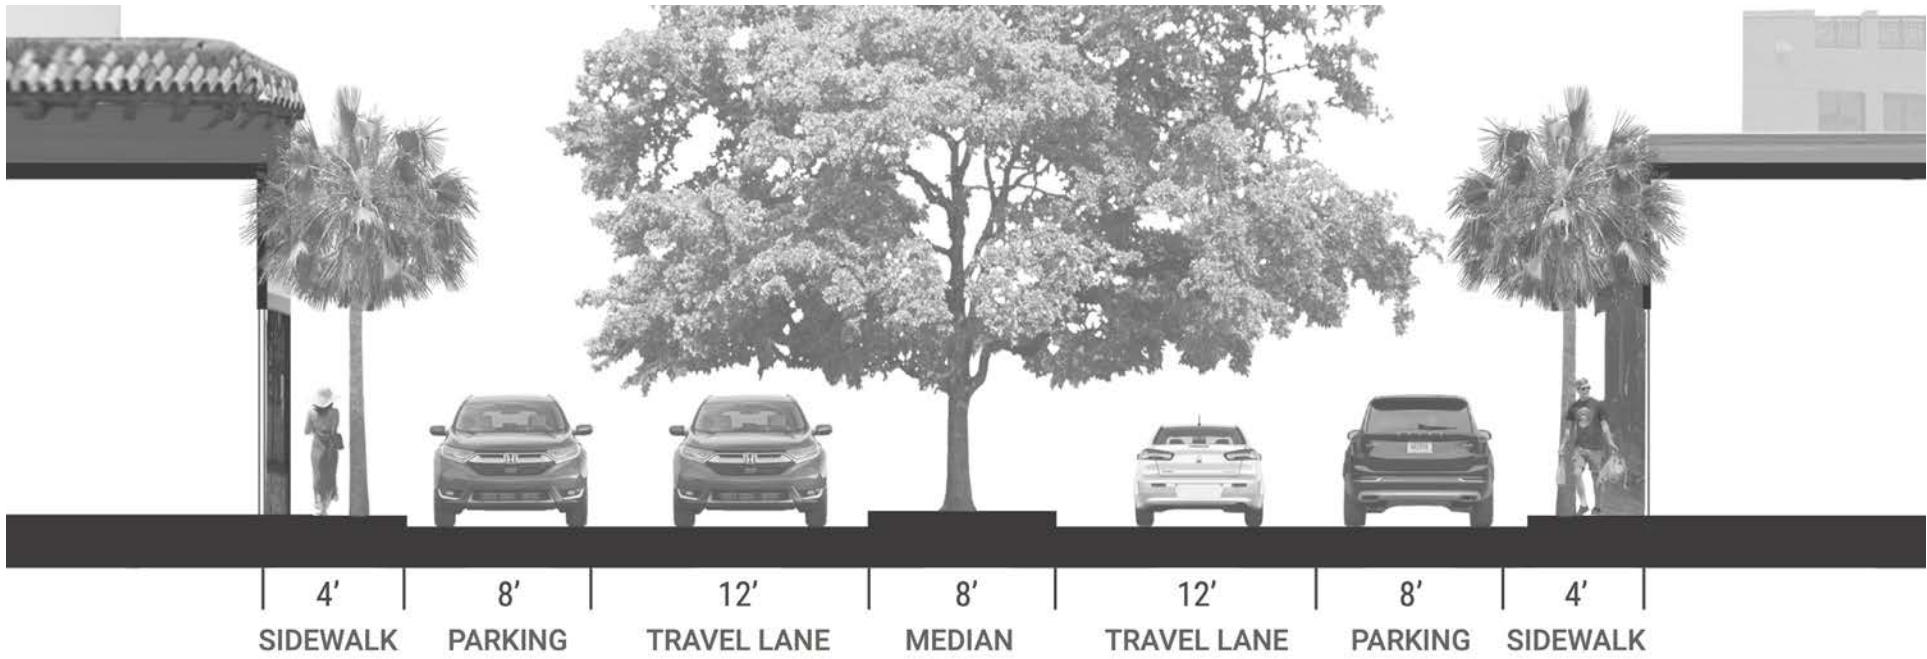 4’ 8’ 12’ 8’ 12’ 8’ 4’
SIDEWALK PARKING TRAVEL LANE MEDIAN TRAVEL LANE PARKING SIDEWALK